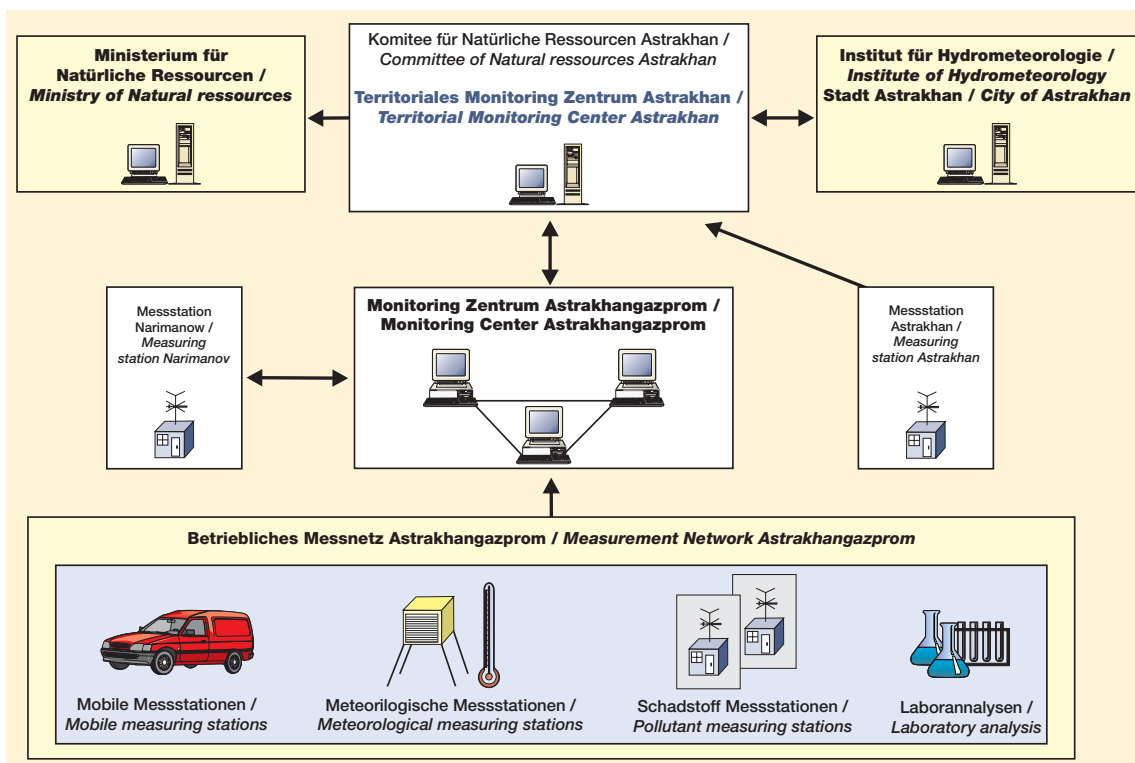 Ministerium für
Natürliche Ressourcen /
Ministry of Natural ressources
Komitee für Natürliche Ressourcen Astrakhan /
Committee of Natural ressources Astrakhan
Territoriales Monitoring Zentrum Astrakhan /
Territorial Monitoring Center Astrakhan
Institut für Hydrometeorologie /
Institute of Hydrometeorology
Stadt Astrakhan / City of Astrakhan
Messstation
Narimanow /
Measuring
station Narimanov
Monitoring Zentrum Astrakhangazprom /
Monitoring Center Astrakhangazprom
Messstation
Astrakhan /
Measuring
station Astrakhan
Betriebliches Messnetz Astrakhangazprom / Measurement Network Astrakhangazprom
Mobile Messstationen /
Mobile measuring stations
Meteorilogische Messstationen /
Meteorological measuring stations
Schadstoff Messstationen /
Pollutant measuring stations
Laborannalysen /
Laboratory analysis